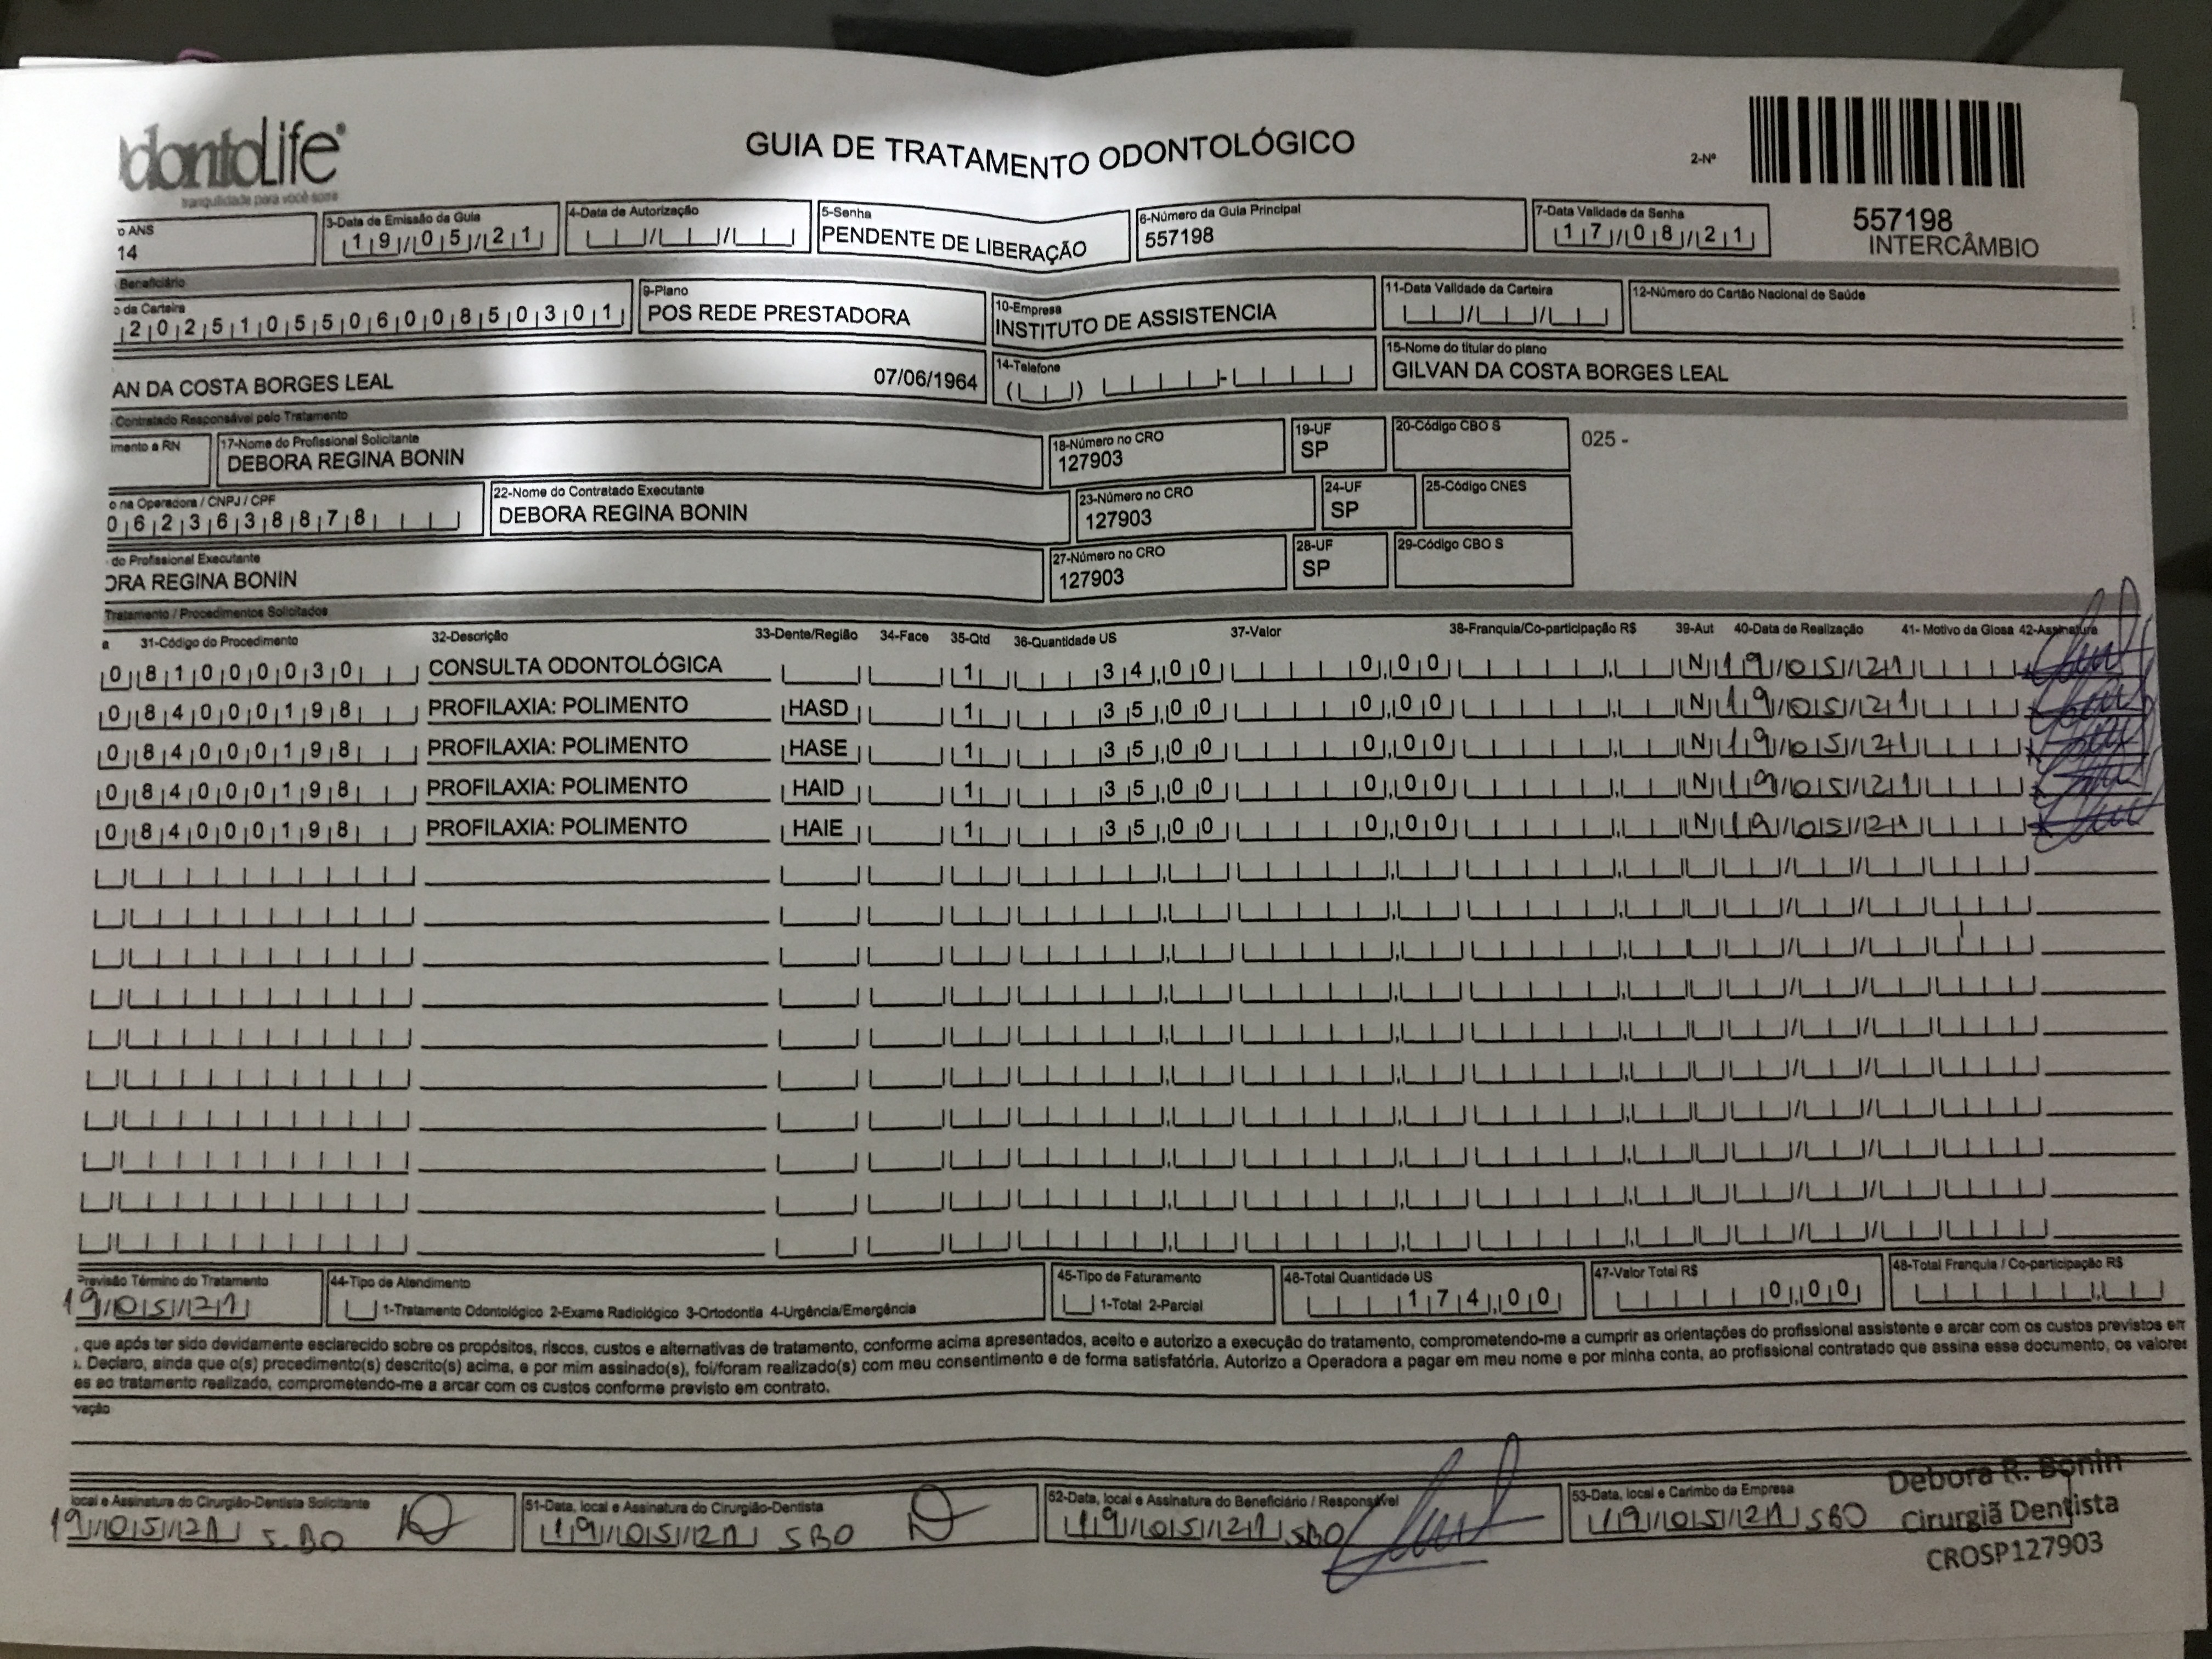 dontoLife®
tranquilidade para você sorrir
GUIA DE TRATAMENTO ODONTOLÓGICO
2-Nº
557198
INTERCÂMBIO
o ANS
14
3-Data de Emissão da Guia
19/05/21
4-Data de Autorização
5-Senha
PENDENTE DE LIBERAÇÃO
6-Número da Guia Principal
557198
7-Data Validade da Senha
17/08/21
Beneficiário
o da Carteira
202510550600850301
9-Plano
POS REDE PRESTADORA
10-Empresa
INSTITUTO DE ASSISTENCIA
11-Data Validade da Carteira
12-Número do Cartão Nacional de Saúde
AN DA COSTA BORGES LEAL 07/06/1964
14-Telefone
15-Nome do titular do plano
GILVAN DA COSTA BORGES LEAL
Contratado Responsável pelo Tratamento
imento a RN
17-Nome do Profissional Solicitante
DEBORA REGINA BONIN
18-Número no CRO
127903
19-UF
SP
20-Código CBO S
025 -
o na Operadora / CNPJ / CPF
06236388878
22-Nome do Contratado Executante
DEBORA REGINA BONIN
23-Número no CRO
127903
24-UF
SP
25-Código CNES
do Profissional Executante
ORA REGINA BONIN
27-Número no CRO
127903
28-UF
SP
29-Código CBO S
Tratamento / Procedimentos Solicitados
a 31-Código do Procedimento 32-Descrição 33-Dente/Região 34-Face 35-Qtd 36-Quantidade US 37-Valor 38-Franquia/Co-participação R$ 39-Aut 40-Data de Realização 41- Motivo da Glosa 42-Assinatura
0 81000030 CONSULTA ODONTOLÓGICA 1 34,00 0,00 N 19/05/21
0 84000198 PROFILAXIA: POLIMENTO HASD 1 35,00 0,00 N 19/05/21
0 84000198 PROFILAXIA: POLIMENTO HASE 1 35,00 0,00 N 19/05/21
0 84000198 PROFILAXIA: POLIMENTO HAID 1 35,00 0,00 N 19/05/21
0 84000198 PROFILAXIA: POLIMENTO HAIE 1 35,00 0,00 N 19/05/21
Previsão Término do Tratamento
19/05/21
44-Tipo de Atendimento
1-Tratamento Odontológico 2-Exame Radiológico 3-Ortodontia 4-Urgência/Emergência
45-Tipo de Faturamento
1-Total 2-Parcial
46-Total Quantidade US
174,00
47-Valor Total R$
0,00
48-Total Franquia / Co-participação R$
, que após ter sido devidamente esclarecido sobre os propósitos, riscos, custos e alternativas de tratamento, conforme acima apresentados, aceito e autorizo a execução do tratamento, comprometendo-me a cumprir as orientações do profissional assistente e arcar com os custos previstos em
. Declaro, ainda que o(s) procedimento(s) descrito(s) acima, e por mim assinado(s), foi/foram realizado(s) com meu consentimento e de forma satisfatória. Autorizo a Operadora a pagar em meu nome e por minha conta, ao profissional contratado que assina esse documento, os valores
es ao tratamento realizado, comprometendo-me a arcar com os custos conforme previsto em contrato.
vação
local e Assinatura do Cirurgião-Dentista Solicitante
19/05/21 S.BO
51-Data, local e Assinatura do Cirurgião-Dentista
19/05/21 SBO
52-Data, local e Assinatura do Beneficiário / Responsável
19/05/21 SBO
53-Data, local e Carimbo da Empresa
19/05/21 SBO
Debora R. Bonin
Cirurgiã Dentista
CROSP127903